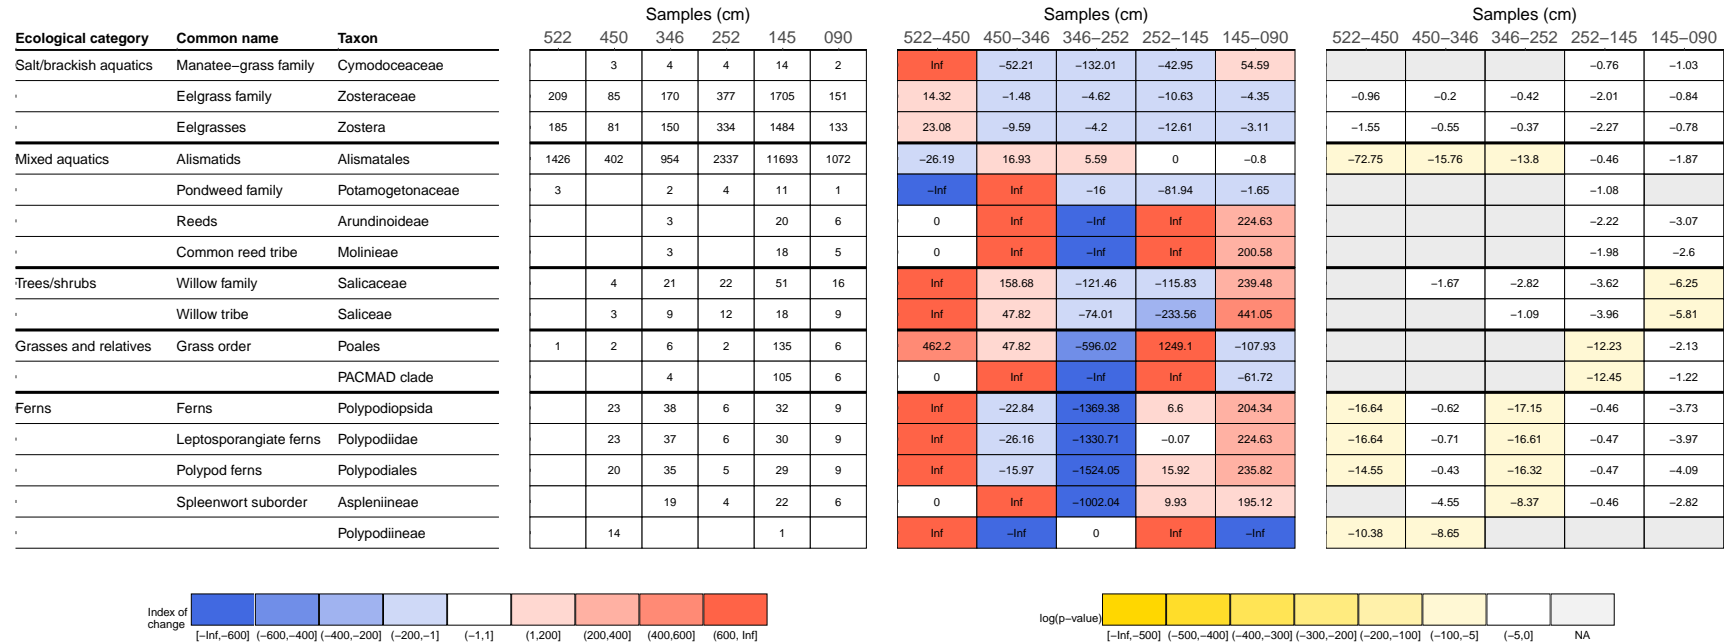 Samples (cm) Samples (cm) Samples (cm)
Ecological category Common name Taxon 522 450 346 252 145 090 522−450 450−346 346−252 252−145 145−090 522−450 450−346 346−252 252−145 145−090
Salt/brackish aquatics Manatee−grass family Cymodoceaceae 3 4 4 14 2 Inf −52.21 −132.01 −42.95 54.59 −0.76 −1.03
Eelgrass family Zosteraceae 209 85 170 377 1705 151 14.32 −1.48 −4.62 −10.63 −4.35 −0.96 −0.2 −0.42 −2.01 −0.84
Eelgrasses Zostera 185 81 150 334 1484 133 23.08 −9.59 −4.2 −12.61 −3.11 −1.55 −0.55 −0.37 −2.27 −0.78
Mixed aquatics Alismatids Alismatales 1426 402 954 2337 11693 1072 −26.19 16.93 5.59 0 −0.8 −72.75 −15.76 −13.8 −0.46 −1.87
Pondweed family Potamogetonaceae 3 2 4 11 1 −Inf Inf −16 −81.94 −1.65 −1.08
Reeds Arundinoideae 3 20 6 0 Inf −Inf Inf 224.63 −2.22 −3.07
Common reed tribe Molinieae 3 18 5 0 Inf −Inf Inf 200.58 −1.98 −2.6
Trees/shrubs Willow family Salicaceae 4 21 22 51 16 Inf 158.68 −121.46 −115.83 239.48 −1.67 −2.82 −3.62 −6.25
Willow tribe Saliceae 3 9 12 18 9 Inf 47.82 −74.01 −233.56 441.05 −1.09 −3.96 −5.81
Grasses and relatives Grass order Poales 1 2 6 2 135 6 462.2 47.82 −596.02 1249.1 −107.93 −12.23 −2.13
PACMAD clade 4 105 6 0 Inf −Inf Inf −61.72 −12.45 −1.22
Ferns Ferns Polypodiopsida 23 38 6 32 9 Inf −22.84 −1369.38 6.6 204.34 −16.64 −0.62 −17.15 −0.46 −3.73
Leptosporangiate ferns Polypodiidae 23 37 6 30 9 Inf −26.16 −1330.71 −0.07 224.63 −16.64 −0.71 −16.61 −0.47 −3.97
Polypod ferns Polypodiales 20 35 5 29 9 Inf −15.97 −1524.05 15.92 235.82 −14.55 −0.43 −16.32 −0.47 −4.09
Spleenwort suborder Aspleniineae 19 4 22 6 0 Inf −1002.04 9.93 195.12 −4.55 −8.37 −0.46 −2.82
Polypodiineae 14 1 Inf −Inf 0 Inf −Inf −10.38 −8.65
Index of change log(p−value)
[−Inf,−600] (−600,−400] (−400,−200] (−200,−1] (−1,1] (1,200] (200,400] (400,600] (600, Inf] [−Inf,−500] (−500,−400] (−400,−300] (−300,−200] (−200,−100] (−100,−5] (−5,0] NA